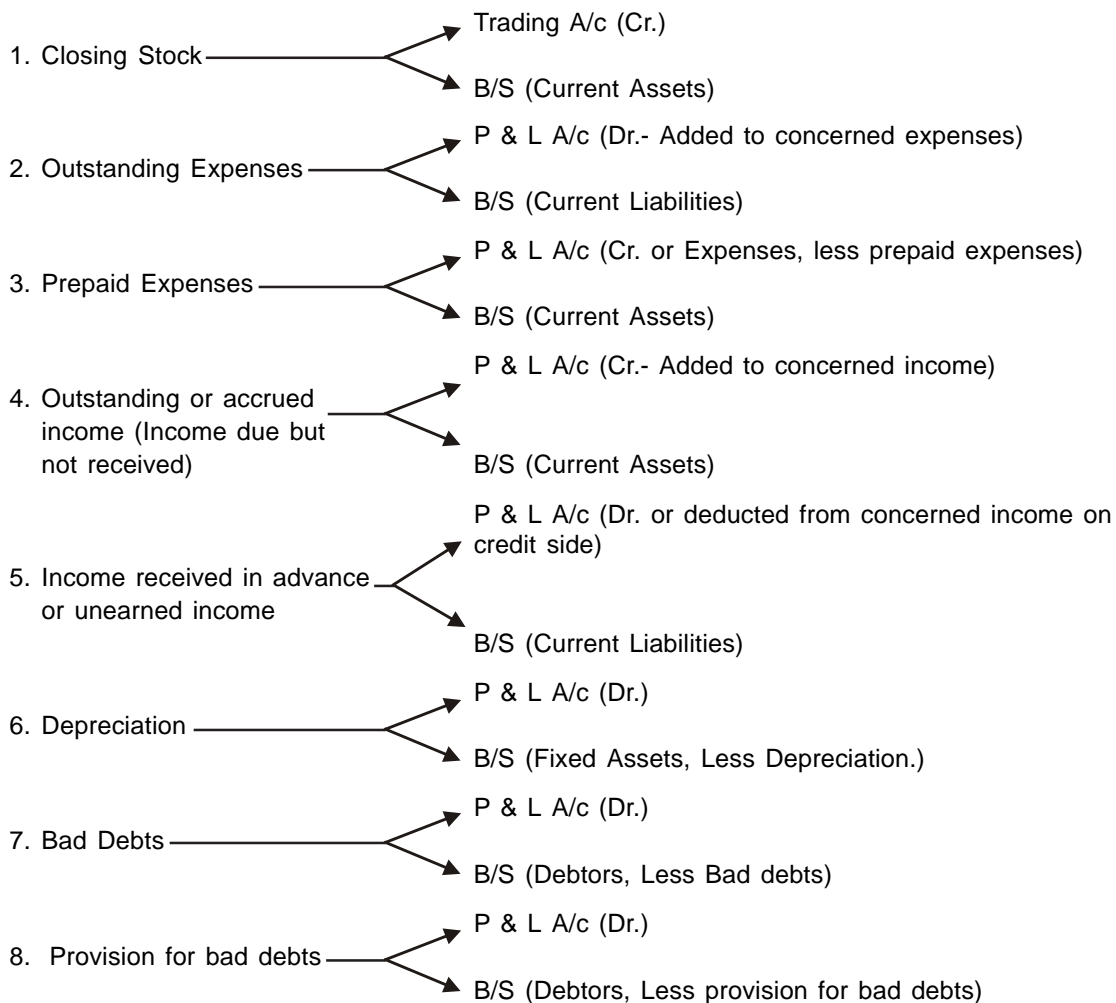 Trading A/c (Cr.)
1. Closing Stock
B/S (Current Assets)
P & L A/c (Dr.- Added to concerned expenses)
2. Outstanding Expenses
B/S (Current Liabilities)
P & L A/c (Cr. or Expenses, less prepaid expenses)
3. Prepaid Expenses
B/S (Current Assets)
P & L A/c (Cr.- Added to concerned income)
4. Outstanding or accrued
income (Income due but
not received)
B/S (Current Assets)
P & L A/c (Dr. or deducted from concerned income on
credit side)
5. Income received in advance
or unearned income
B/S (Current Liabilities)
P & L A/c (Dr.)
6. Depreciation
B/S (Fixed Assets, Less Depreciation.)
P & L A/c (Dr.)
7. Bad Debts
B/S (Debtors, Less Bad debts)
P & L A/c (Dr.)
8. Provision for bad debts
B/S (Debtors, Less provision for bad debts)